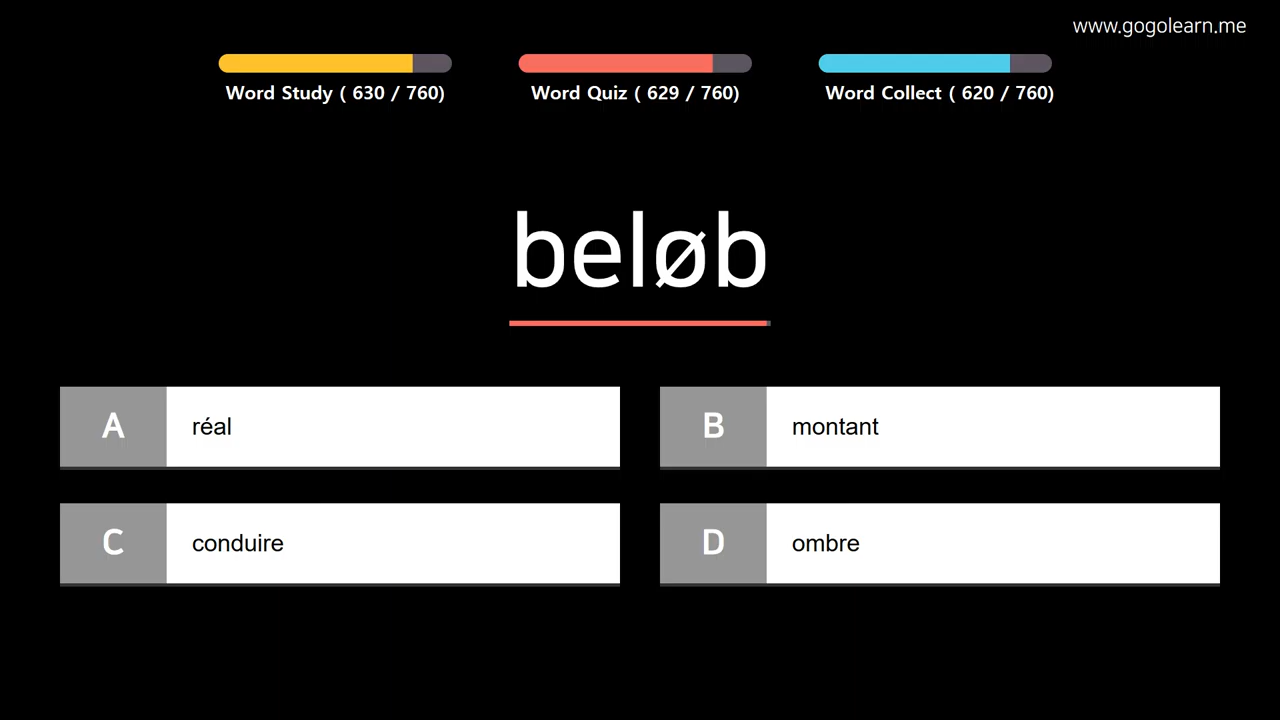 www.gogolearn.me
Word Study ( 630 / 760)
Word Quiz ( 629 / 760)
Word Collect ( 620 / 760)
beløb
A réal
B montant
C conduire
D ombre